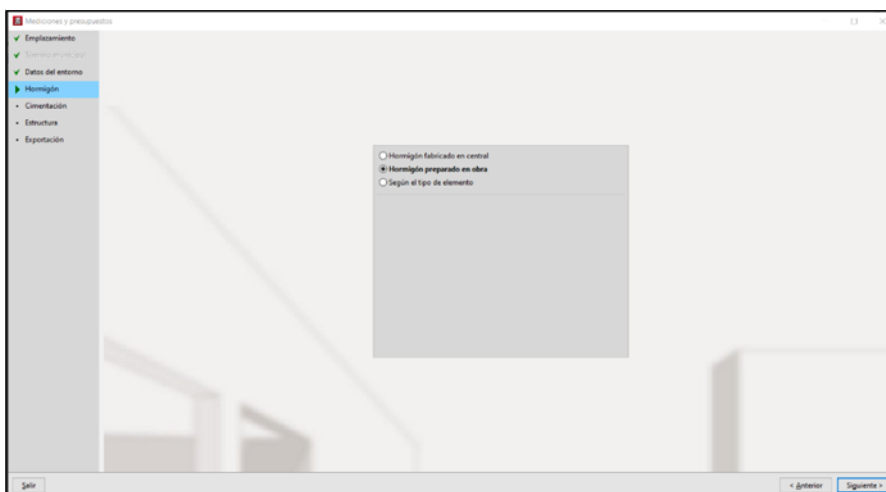 Mediciones y presupuestos
Emplazamiento
Datos del entorno
Hormigón
Cimentación
Estructura
Exportación
Hormigón fabricado en central
Hormigón preparado en obra
Según el tipo de elemento
Salir
< Anterior
Siguiente >